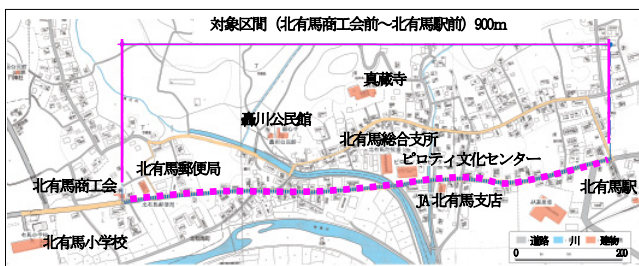 対象区間（北有馬商工会前～北有馬駅前）900m
真蔵寺
嵩川公民館
北有馬総合支所
ピロティ文化センター
北有馬郵便局
北有馬商工会
北有馬駅
JA北有馬支店
北有馬小学校
道路 川 建物
0 200